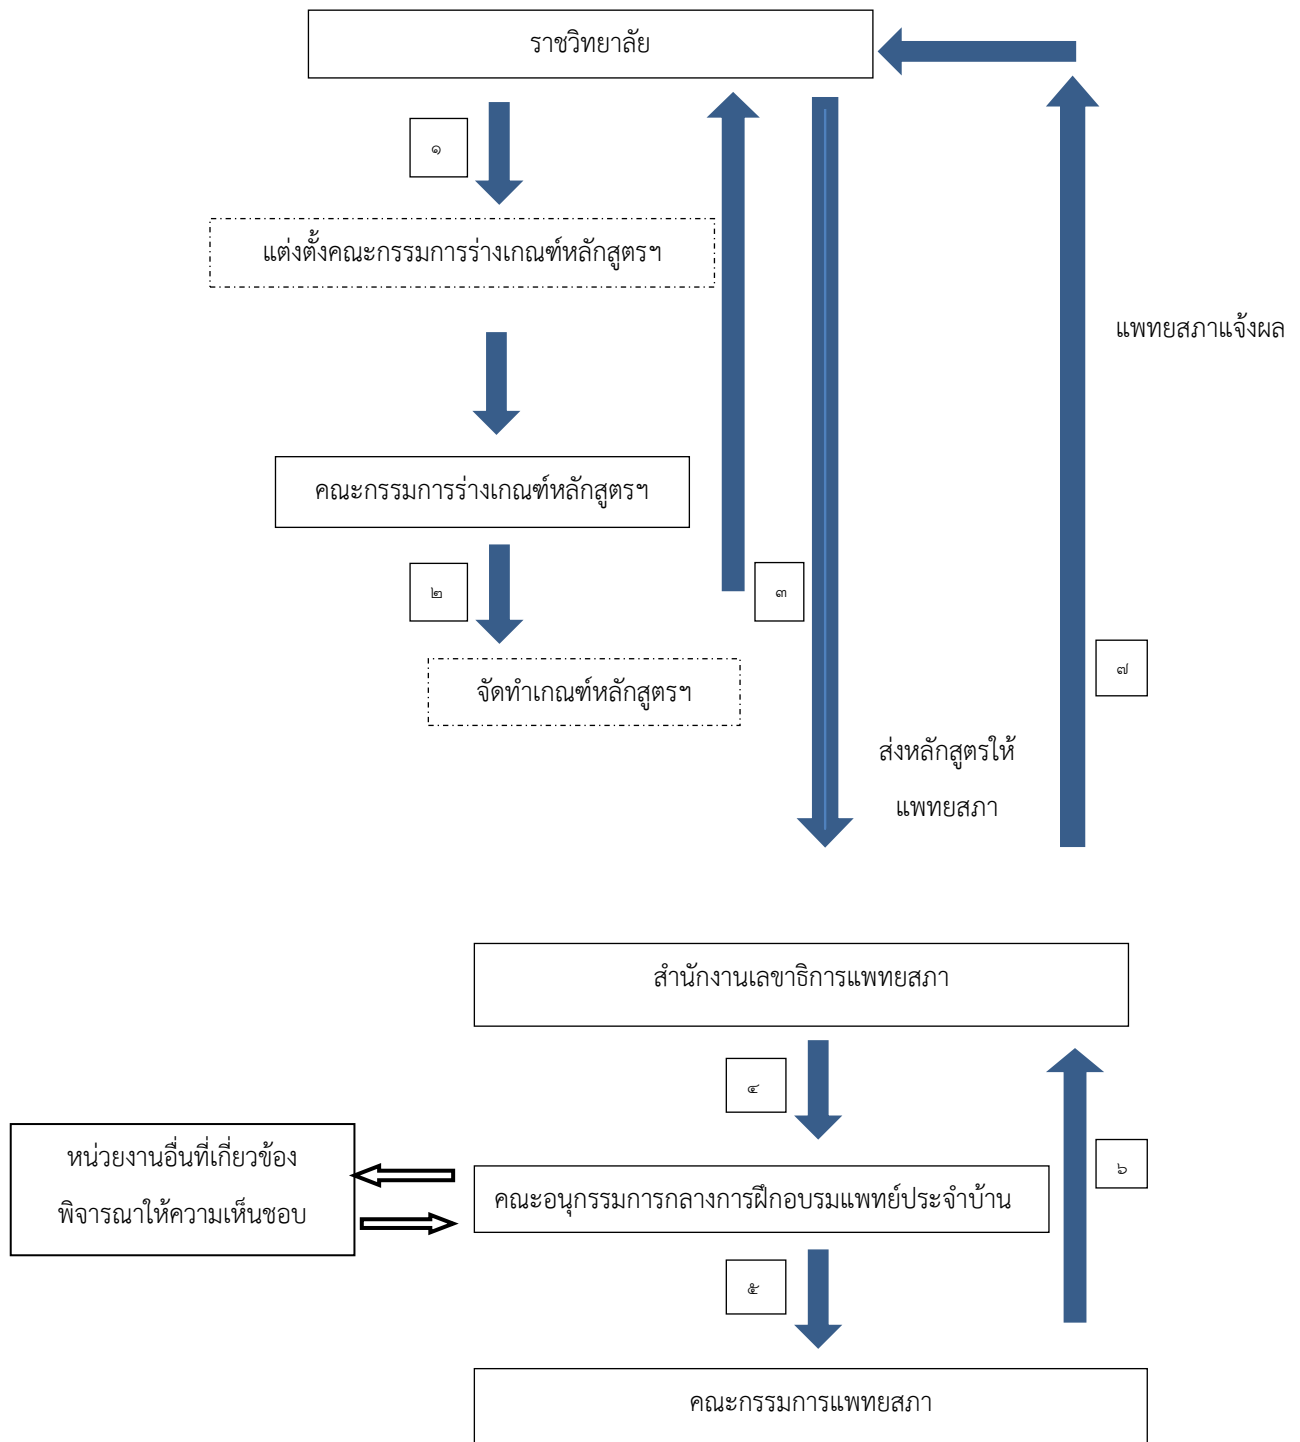 ราชวิทยาลัย
๑
แต่งตั้งคณะกรรมการร่างเกณฑ์หลักสูตรฯ
แพทยสภาแจ้งผล
คณะกรรมการร่างเกณฑ์หลักสูตรฯ
๒
๓
จัดทำเกณฑ์หลักสูตรฯ
๗
ส่งหลักสูตรให้
แพทยสภา
สำนักงานเลขาธิการแพทยสภา
๔
หน่วยงานอื่นที่เกี่ยวข้อง
พิจารณาให้ความเห็นชอบ
๖
คณะอนุกรรมการกลางการฝึกอบรมแพทย์ประจำบ้าน
๕
คณะกรรมการแพทยสภา